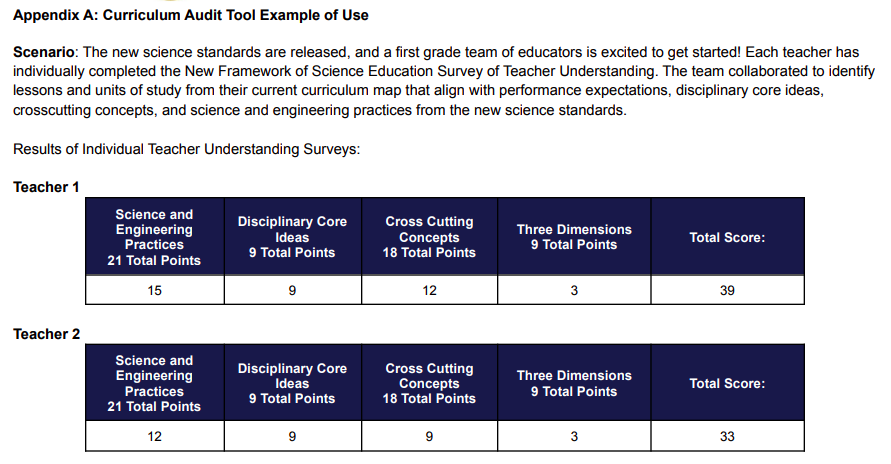 Appendix A: Curriculum Audit Tool Example of Use
Scenario: The new science standards are released, and a first grade team of educators is excited to get started! Each teacher has
individually completed the New Framework of Science Education Survey of Teacher Understanding. The team collaborated to identify
lessons and units of study from their current curriculum map that align with performance expectations, disciplinary core ideas,
crosscutting concepts, and science and engineering practices from the new science standards.
Results of Individual Teacher Understanding Surveys:
Teacher 1
Science and
Engineering
Practices
21 Total Points
Disciplinary Core
Ideas
9 Total Points
Cross Cutting
Concepts
18 Total Points
Three Dimensions
9 Total Points
Total Score:
15
9
12
3
39
Teacher 2
Science and
Engineering
Practices
21 Total Points
Disciplinary Core
Ideas
9 Total Points
Cross Cutting
Concepts
18 Total Points
Three Dimensions
9 Total Points
Total Score:
12
9
9
3
33